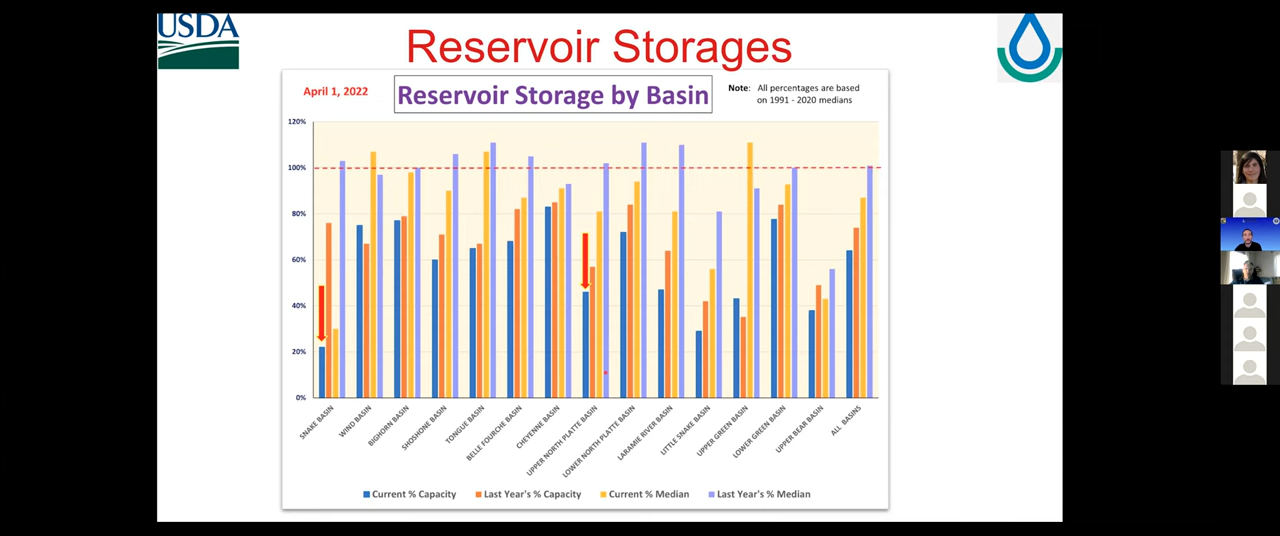 USDA
Reservoir Storages
April 1, 2022
Reservoir Storage by Basin
Note: All percentages are based
on 1991 - 2020 medians
120%
100%
80%
60%
40%
20%
0%
SNAKE BASIN
WIND BASIN
BIGHORN BASIN
SHOSHONE BASIN
TONGUE BASIN
BELLE FOURCHE BASIN
CHEYENNE BASIN
UPPER NORTH PLATTE BASIN
LOWER NORTH PLATTE BASIN
LARAMIE RIVER BASIN
LITTLE SNAKE BASIN
UPPER GREEN BASIN
LOWER GREEN BASIN
UPPER BEAR BASIN
ALL BASINS
Current % Capacity
Last Year's % Capacity
Current % Median
Last Year's % Median